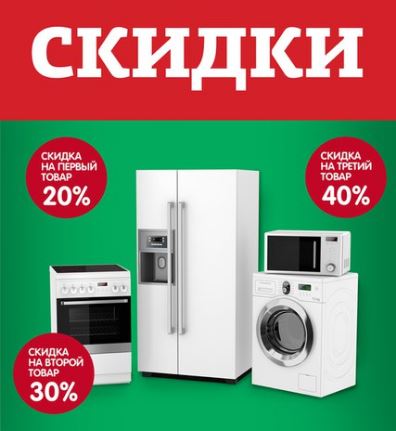 СКИДКИ
СКИДКА
НА ПЕРВЫЙ
ТОВАР
20%
СКИДКА
НА ТРЕТИЙ
ТОВАР
40%
СКИДКА
НА ВТОРОЙ
ТОВАР
30%